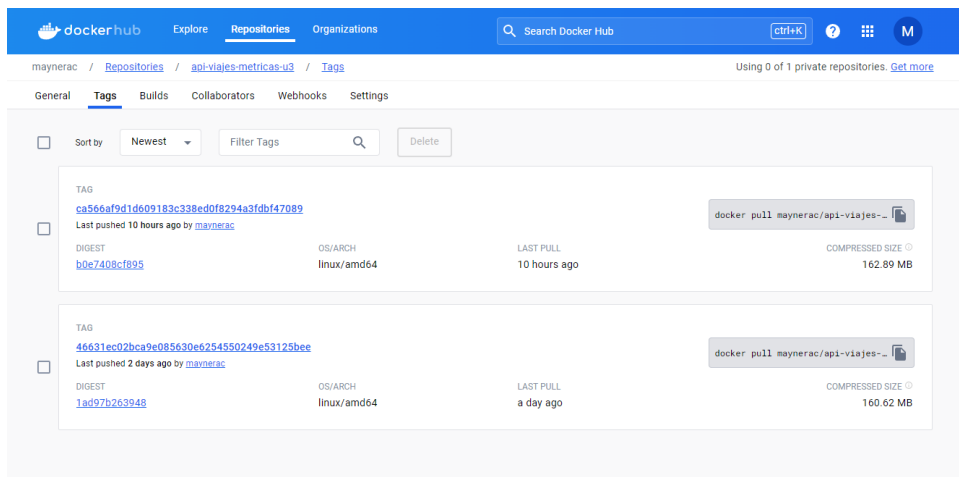 dockerhub Explore Repositories Organizations Search Docker Hub ctrl+K ? M
maynerac / Repositories / api-viajes-metricas-u3 / Tags Using 0 of 1 private repositories. Get more
General Tags Builds Collaborators Webhooks Settings
Sort by Newest Filter Tags Delete
TAG
ca566af9d1d609183c338ed0f8294a3fdbf47089
docker pull maynerac/api-viajes-…
Last pushed 10 hours ago by maynerac
DIGEST OS/ARCH LAST PULL COMPRESSED SIZE
b0e7408cf895 linux/amd64 10 hours ago 162.89 MB
TAG
46631ec02bca9e085630e6254550249e53125bee
docker pull maynerac/api-viajes-…
Last pushed 2 days ago by maynerac
DIGEST OS/ARCH LAST PULL COMPRESSED SIZE
1ad97b263948 linux/amd64 a day ago 160.62 MB